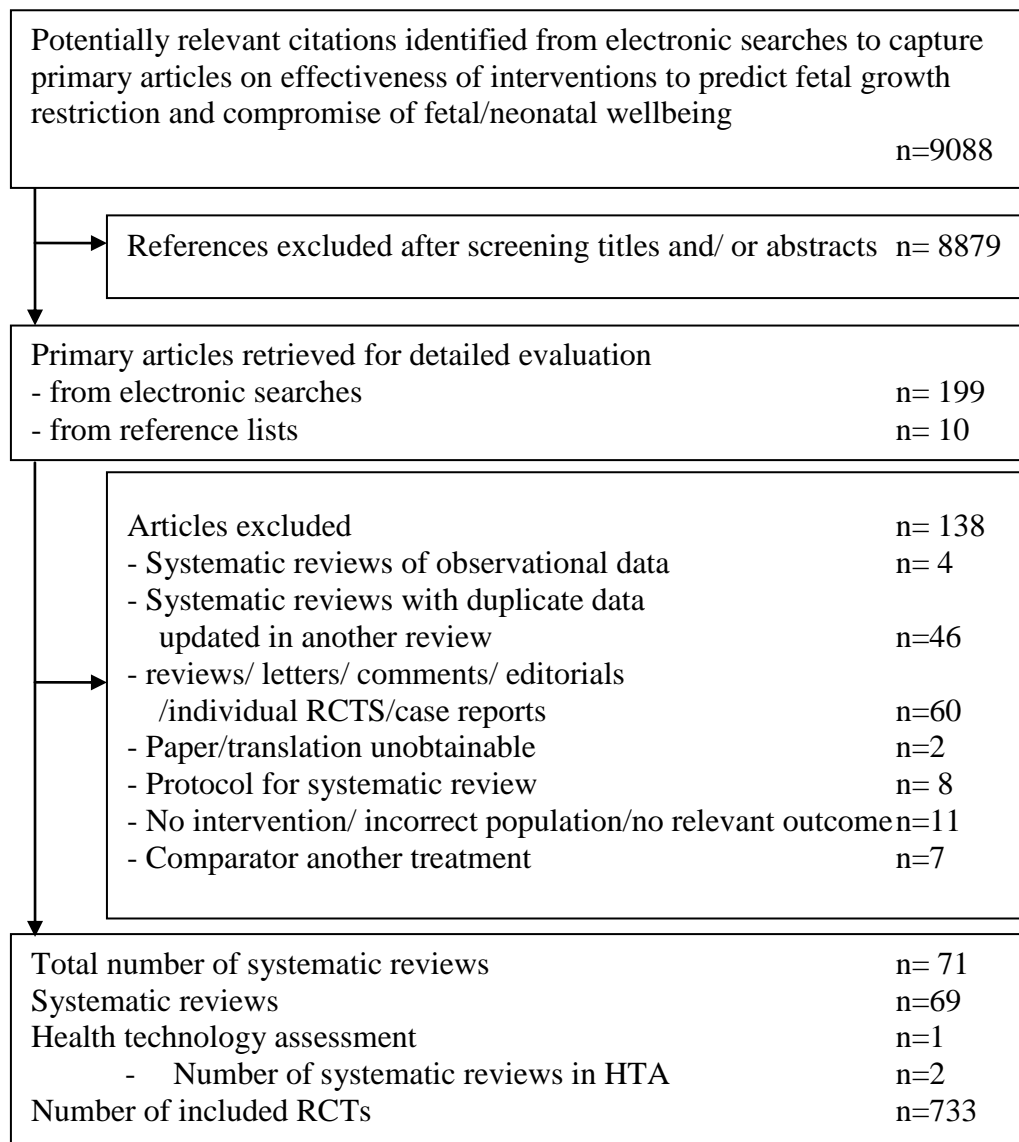 Potentially relevant citations identified from electronic searches to capture
primary articles on effectiveness of interventions to predict fetal growth
restriction and compromise of fetal/neonatal wellbeing
n=9088
References excluded after screening titles and/ or abstracts n= 8879
Primary articles retrieved for detailed evaluation
- from electronic searches n= 199
- from reference lists n= 10
Articles excluded n= 138
- Systematic reviews of observational data n= 4
- Systematic reviews with duplicate data
updated in another review n=46
- reviews/ letters/ comments/ editorials
/individual RCTS/case reports n=60
- Paper/translation unobtainable n=2
- Protocol for systematic review n= 8
- No intervention/ incorrect population/no relevant outcomen=11
- Comparator another treatment n=7
Total number of systematic reviews n= 71
Systematic reviews n=69
Health technology assessment n=1
- Number of systematic reviews in HTA n=2
Number of included RCTs n=733